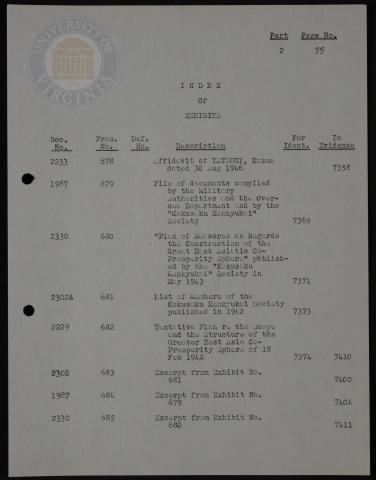 UNIVERSITY OF VIRGINIA
Part Page No.
2 75
I N D E X
Of
EXHIBITS
Doc. Pros. Def. For In
No. No. No. Description Ident. Evidence
2233 678 Affidavit of YATSUGI, Kazuo
dated 30 Aug 1946 7358
1987 679 File of documents compiled
by the Military
Authorities and the Over-
sea Department and by the
"Kokusaku Kenkyukai"
Society 7369
2330 680 "Plan of Measures as Regards
the Construction of the
Great East Asiatic Co-
Prosperity Sphere" publish-
ed by the "Kokusaku
Kenkyukai" Society in
May 1943 7371
2302A 681 List of Members of the
Kokusaku Kenkyukai Society
published in 1942 7373
2229 682 Tentative Plan re the Scope
and the Structure of the
Greater East Asia Co-
Prosperity Sphere of 18
Feb 1942 7374 7410
2302 683 Excerpt from Exhibit No.
681 7400
1987 684 Excerpt from Exhibit No.
679 7404
2330 685 Excerpt from Exhibit No.
680 7411